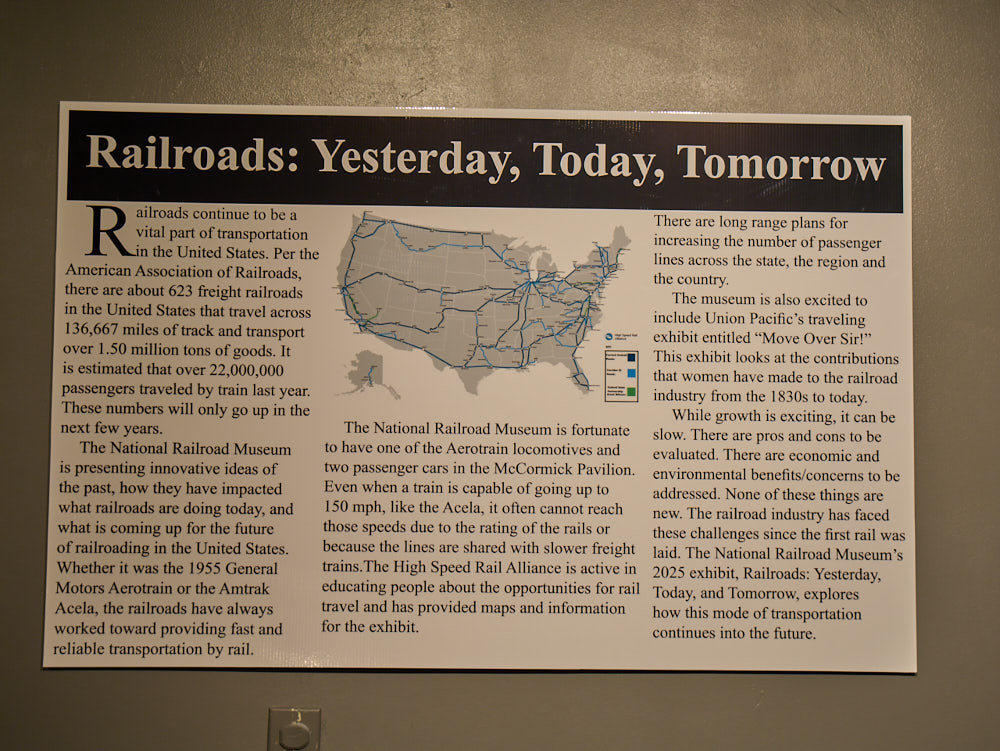 Railroads: Yesterday, Today, Tomorrow
Railroads continue to be a
vital part of transportation
in the United States. Per the
American Association of Railroads,
there are about 623 freight railroads
in the United States that travel across
136,667 miles of track and transport
over 1.50 million tons of goods. It
is estimated that over 22,000,000
passengers traveled by train last year.
These numbers will only go up in the
next few years.
The National Railroad Museum
is presenting innovative ideas of
the past, how they have impacted
what railroads are doing today, and
what is coming up for the future
of railroading in the United States.
Whether it was the 1955 General
Motors Aerotrain or the Amtrak
Acela, the railroads have always
worked toward providing fast and
reliable transportation by rail.
High Speed Rail
Alliance
The National Railroad Museum is fortunate
to have one of the Aerotrain locomotives and
two passenger cars in the McCormick Pavilion.
Even when a train is capable of going up to
150 mph, like the Acela, it often cannot reach
those speeds due to the rating of the rails or
because the lines are shared with slower freight
trains.The High Speed Rail Alliance is active in
educating people about the opportunities for rail
travel and has provided maps and information
for the exhibit.
There are long range plans for
increasing the number of passenger
lines across the state, the region and
the country.
The museum is also excited to
include Union Pacific's traveling
exhibit entitled “Move Over Sir!”
This exhibit looks at the contributions
that women have made to the railroad
industry from the 1830s to today.
While growth is exciting, it can be
slow. There are pros and cons to be
evaluated. There are economic and
environmental benefits/concerns to be
addressed. None of these things are
new. The railroad industry has faced
these challenges since the first rail was
laid. The National Railroad Museum's
2025 exhibit, Railroads: Yesterday,
Today, and Tomorrow, explores
how this mode of transportation
continues into the future.